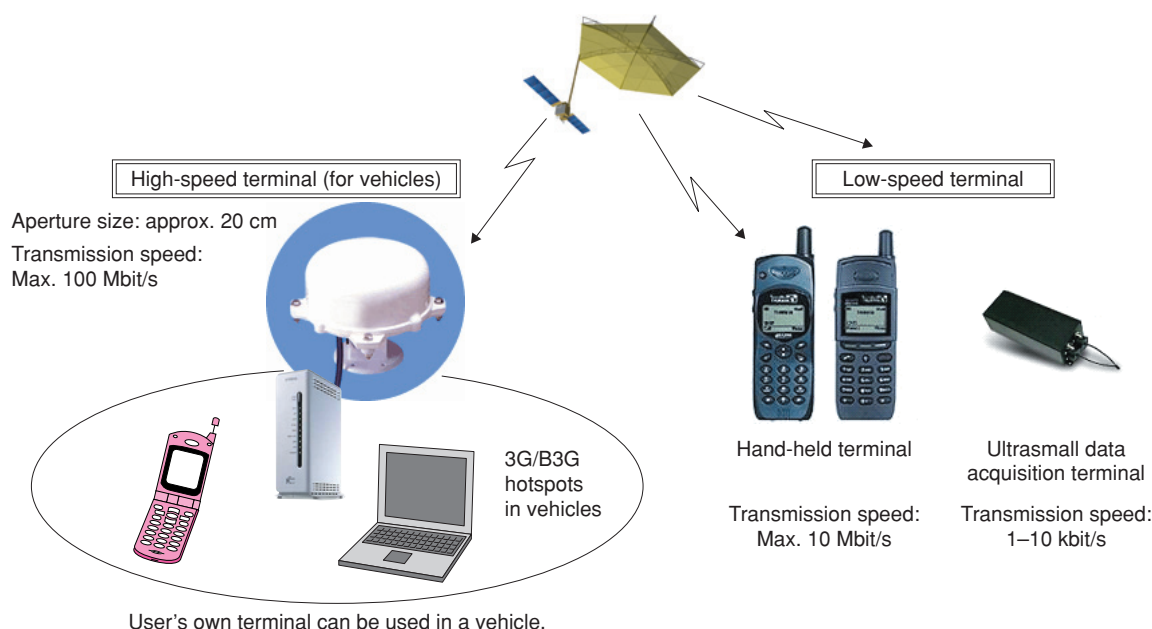 High-speed terminal (for vehicles)
Aperture size: approx. 20 cm
Transmission speed:
Max. 100 Mbit/s
3G/B3G
hotspots
in vehicles
User's own terminal can be used in a vehicle.
Low-speed terminal
Hand-held terminal
Transmission speed:
Max. 10 Mbit/s
Ultrasmall data
acquisition terminal
Transmission speed:
1–10 kbit/s